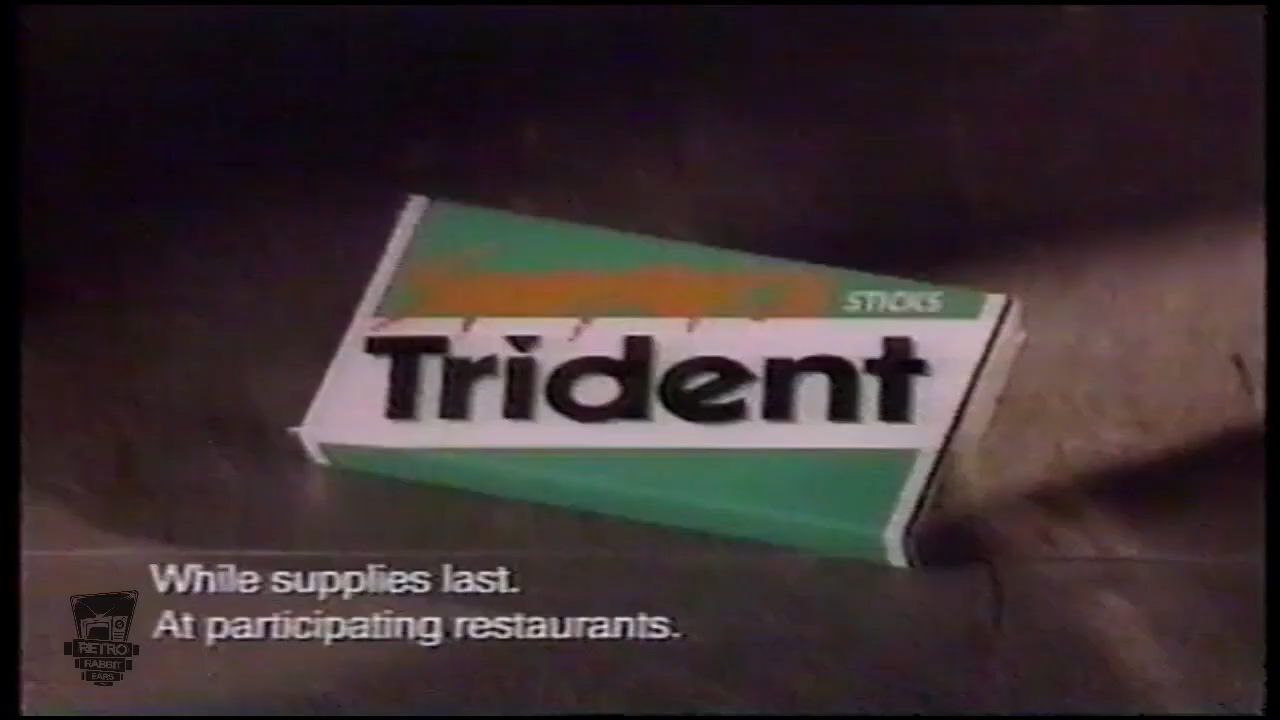 STICKS
Trident
While supplies last.
At participating restaurants.
RETRO
RABBIT
EARS